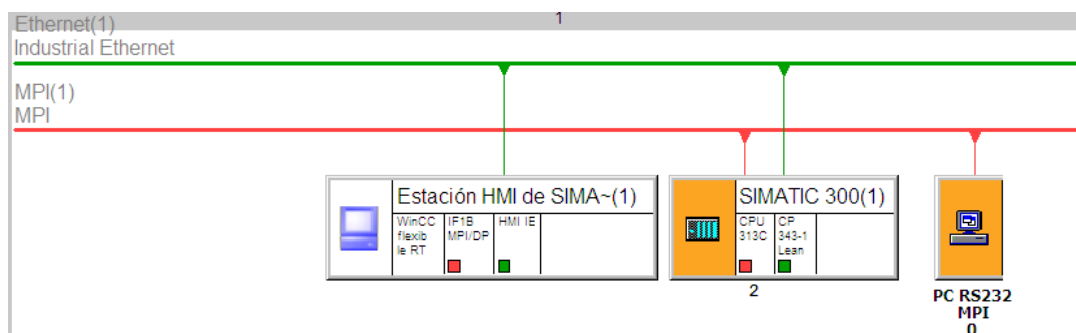 1
Ethernet(1)
Industrial Ethernet
MPI(1)
MPI
Estación HMI de SIMA~(1)
WinCC
flexib
le RT
IF1B
MPI/DP
HMI IE
SIMATIC 300(1)
CPU
313C
CP
343-1
Lean
2
PC RS232
MPI
0